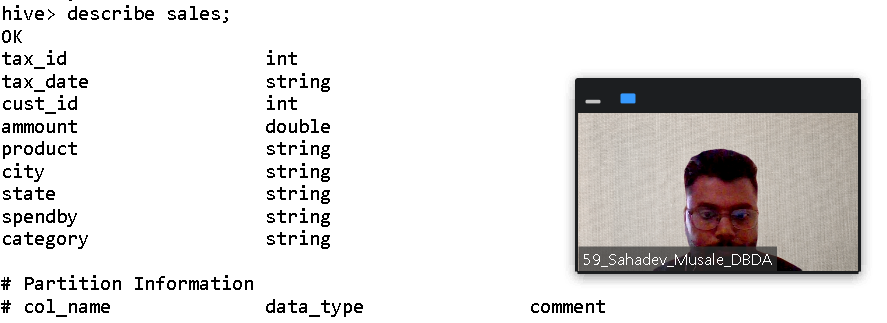 hive> describe sales;
OK
tax_id int
tax_date string
cust_id int
ammount double
product string
city string
state string
spendby string
category string
# Partition Information
# col_name data_type comment
59_Sahadev_Musale_DBDA